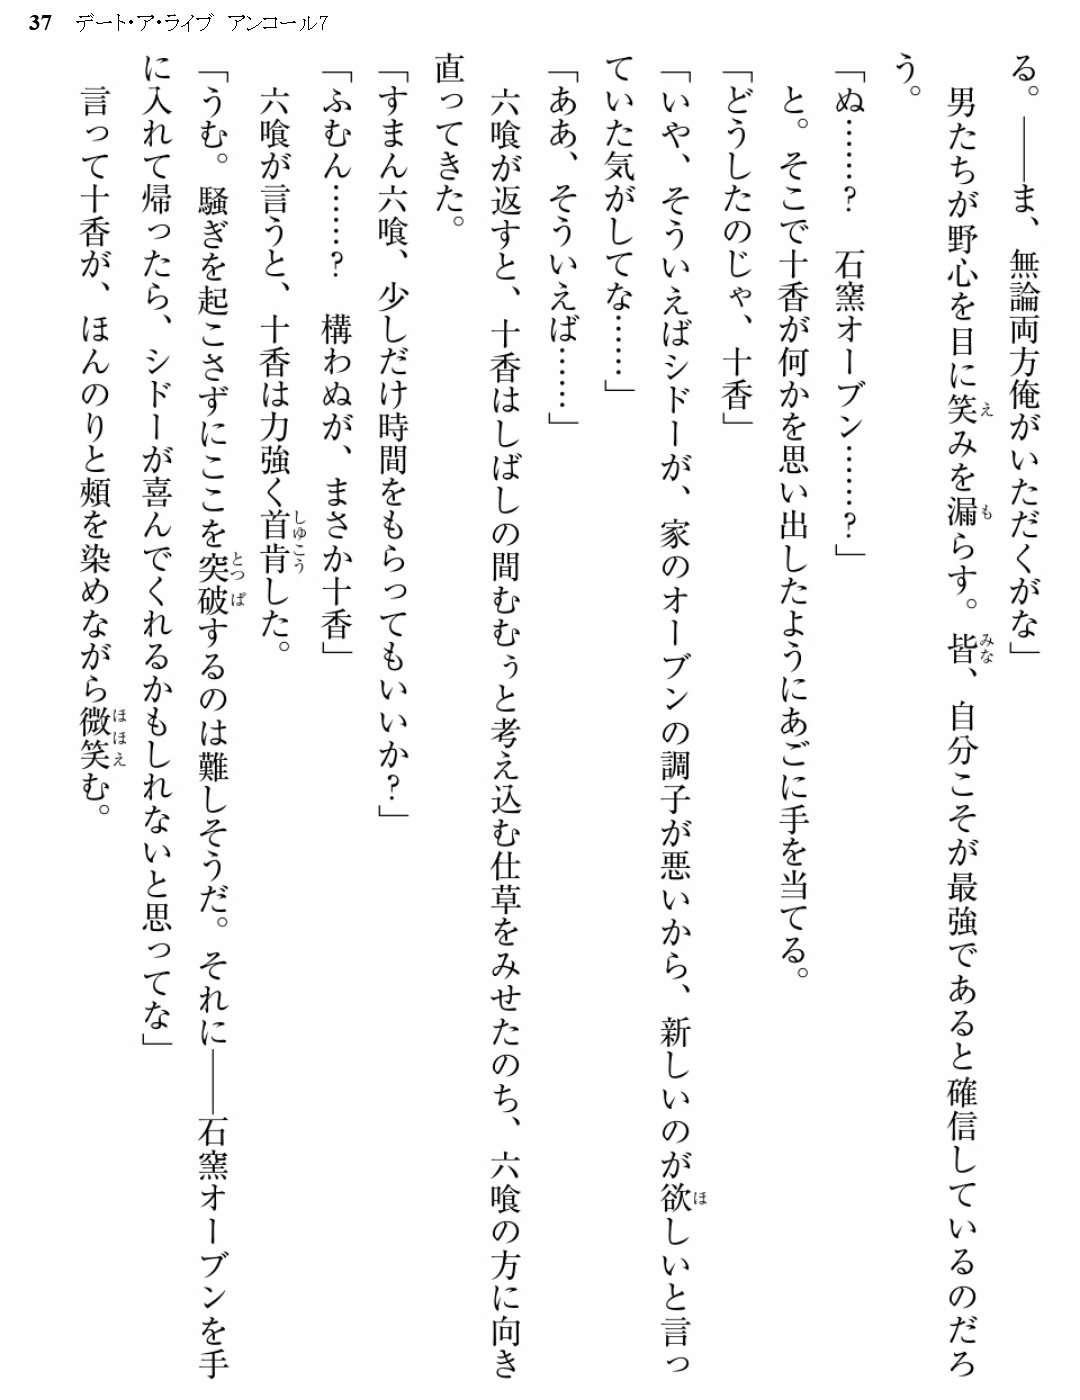 37 デート・ア・ライブ アンコール7
る。――ま、無論両方俺がいただくがな」
男たちが野心を目に笑みを漏らす。皆、自分こそが最強であると確信しているのだろ
う。
「ぬ……? 石窯オーブン……?」
と。そこで十香が何かを思い出したようにあごに手を当てる。
「どうしたのじゃ、十香」
「いや、そういえばシドーが、家のオーブンの調子が悪いから、新しいのが欲しいと言っ
ていた気がしてな……」
「ああ、そういえば……」
六喰が返すと、十香はしばしの間むむぅと考え込む仕草をみせたのち、六喰の方に向き
直ってきた。
「すまん六喰、少しだけ時間をもらってもいいか?」
「ふむん……? 構わぬが、まさか十香」
六喰が言うと、十香は力強く首肯した。
「うむ。騒ぎを起こさずにここを突破するのは難しそうだ。それに――石窯オーブンを手
に入れて帰ったら、シドーが喜んでくれるかもしれないと思ってな」
言って十香が、ほんのりと頰を染めながら微笑む。